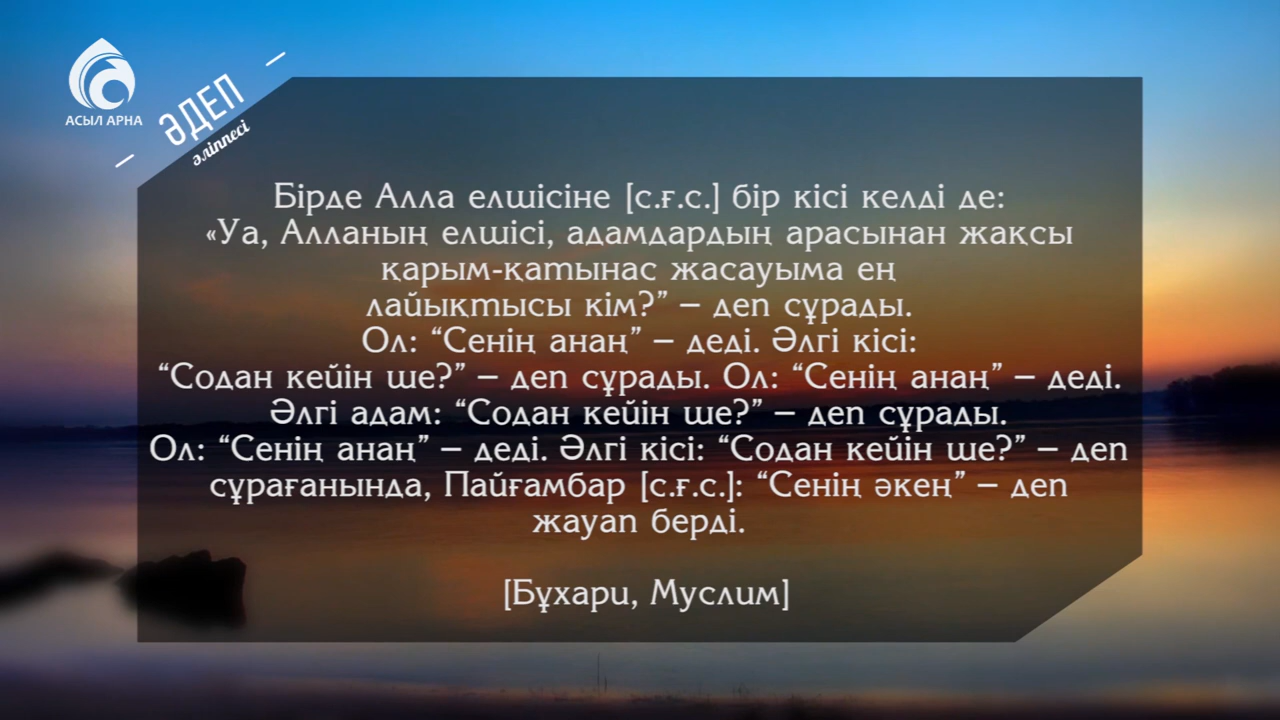 АСЫЛ АРНА
ӘДЕП
әліппесі
Бірде Алла елшісіне [с.ғ.с.] бір кісі келді де:
«Уа, Алланың елшісі, адамдардың арасынан жақсы
қарым-қатынас жасауыма ең
лайықтысы кім?” – деп сұрады.
Ол: “Сенің анаң” – деді. Әлгі кісі:
“Содан кейін ше?” – деп сұрады. Ол: “Сенің анаң” – деді.
Әлгі адам: “Содан кейін ше?” – деп сұрады.
Ол: “Сенің анаң” – деді. Әлгі кісі: “Содан кейін ше?” – деп
сұрағанында, Пайғамбар [с.ғ.с.]: “Сенің әкең” – деп
жауап берді.
[Бұхари, Муслим]